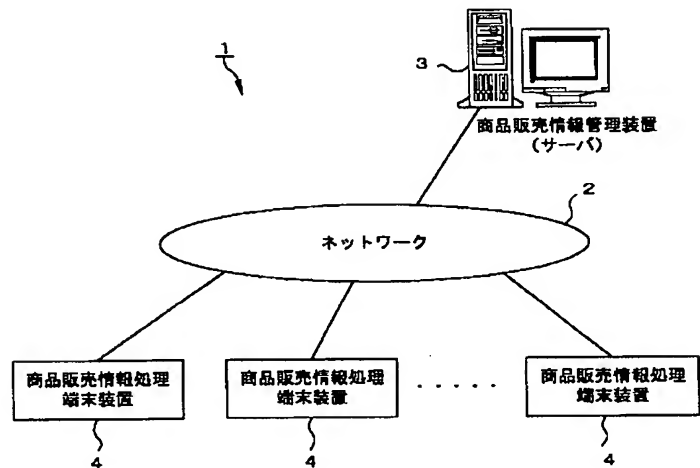 1
3
商品販売情報管理装置
(サーバ)
2
ネットワーク
商品販売情報処理
端末装置
商品販売情報処理
端末装置
・・・・・
商品販売情報処理
端末装置
4
4
4